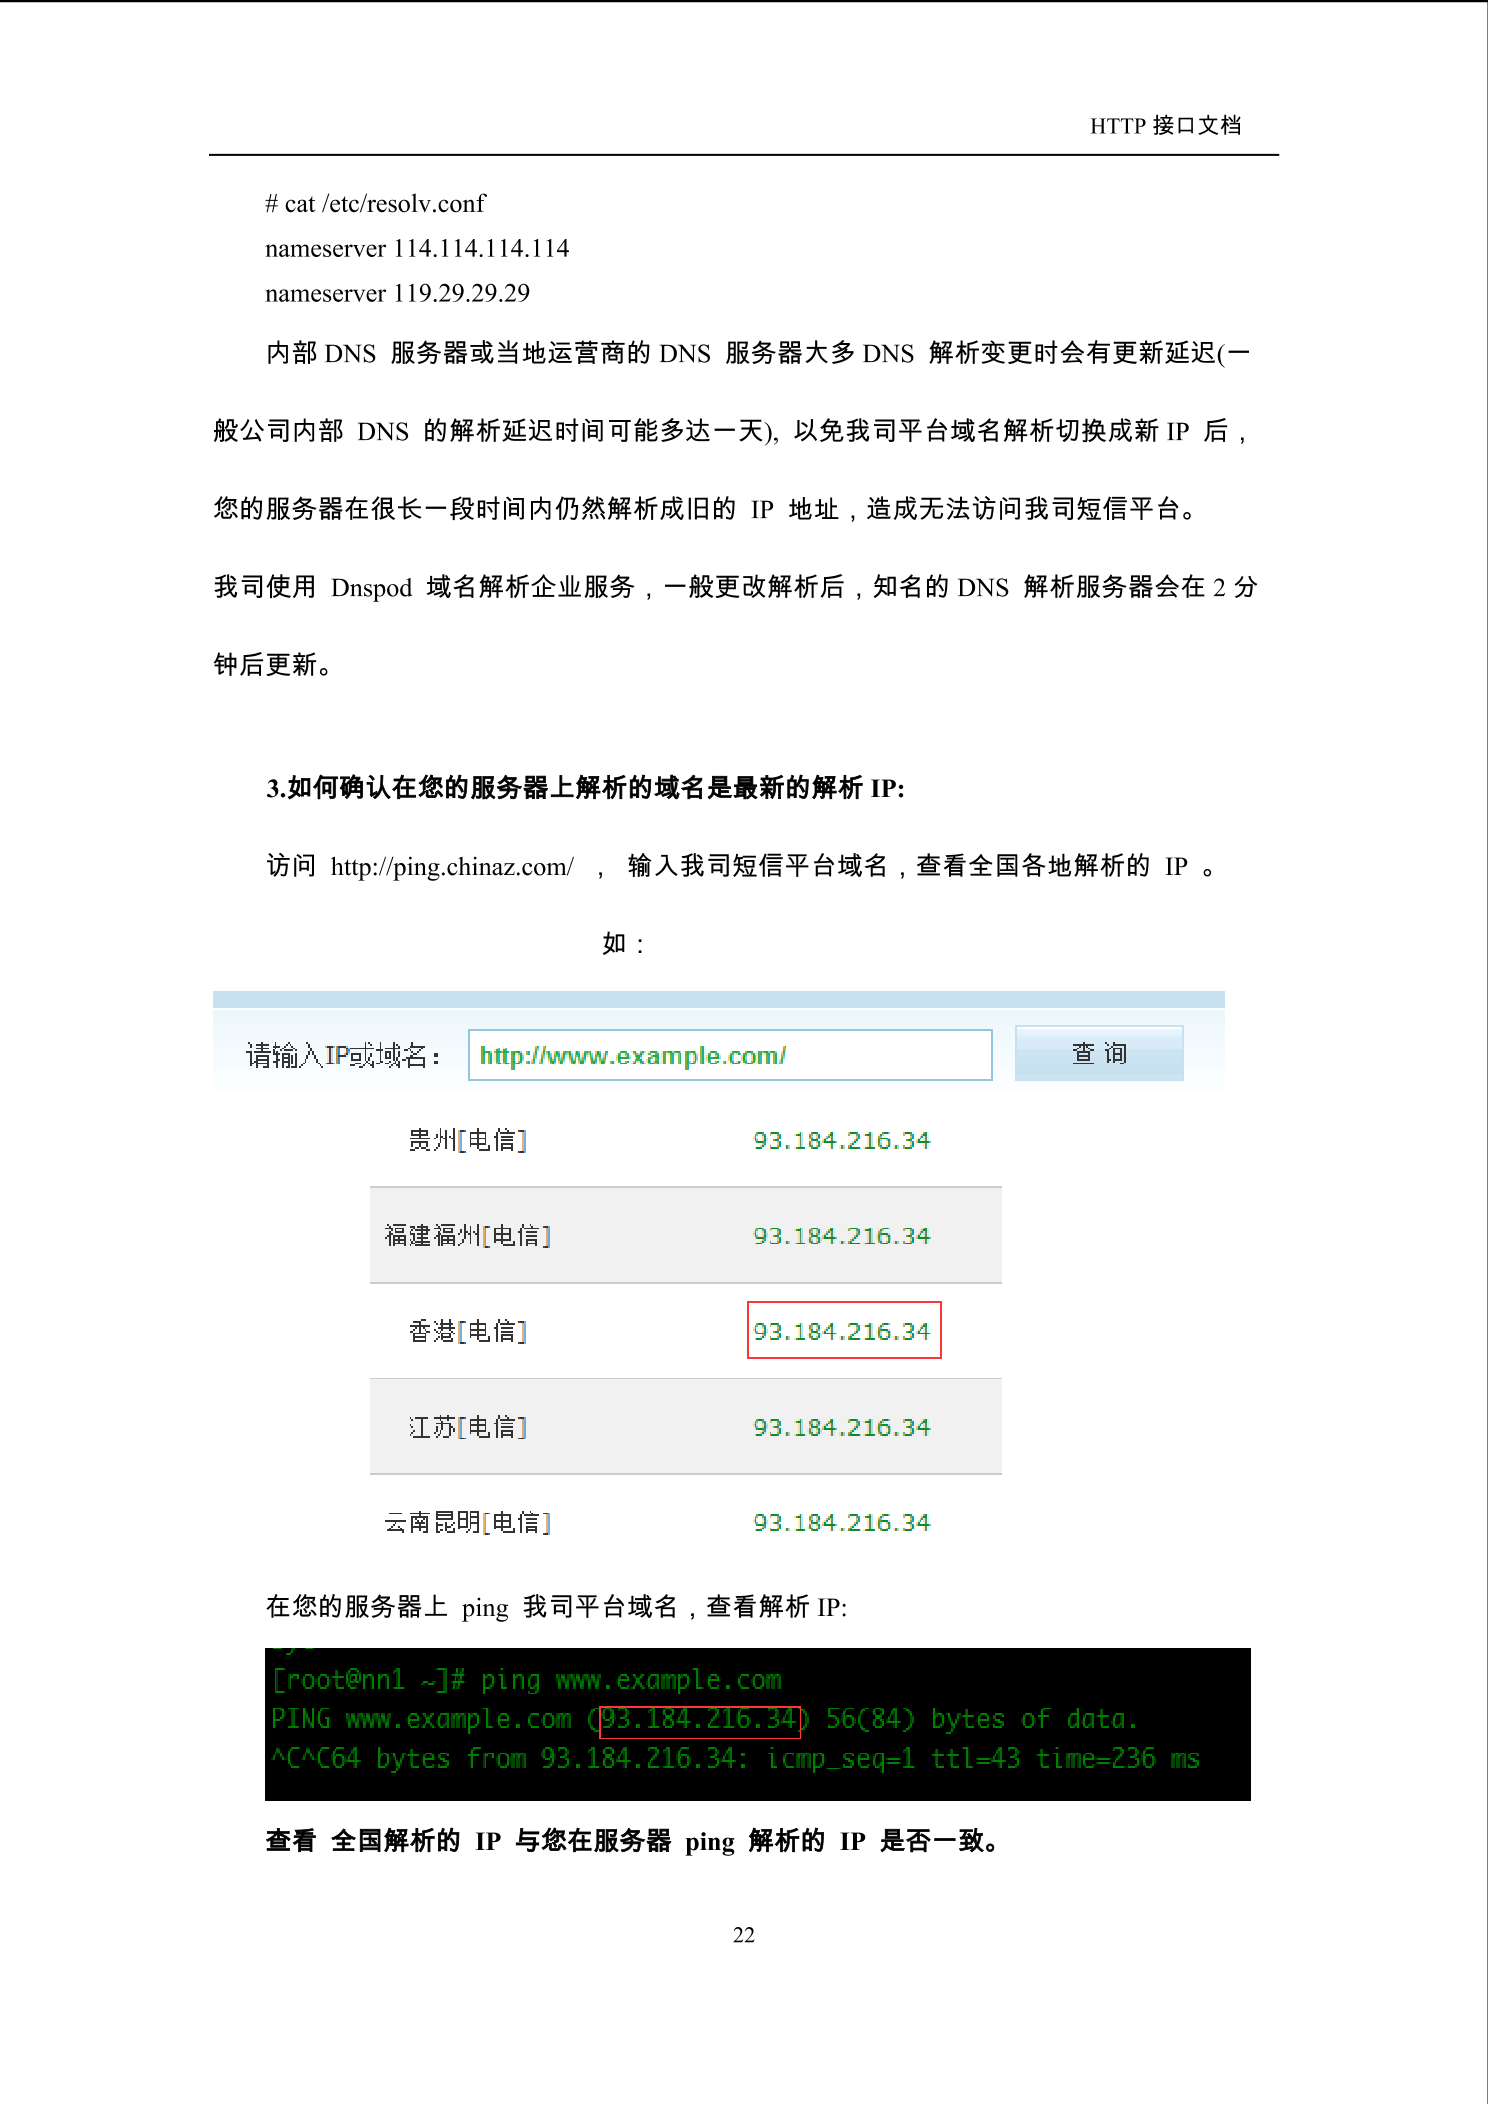 HTTP 接口文档
# cat /etc/resolv.conf
nameserver 114.114.114.114
nameserver 119.29.29.29
内部 DNS 服务器或当地运营商的 DNS 服务器大多 DNS 解析变更时会有更新延迟(一
般公司内部 DNS 的解析延迟时间可能多达一天), 以免我司平台域名解析切换成新 IP 后，
您的服务器在很长一段时间内仍然解析成旧的 IP 地址，造成无法访问我司短信平台。
我司使用 Dnspod 域名解析企业服务，一般更改解析后，知名的 DNS 解析服务器会在 2 分
钟后更新。
3.如何确认在您的服务器上解析的域名是最新的解析 IP:
访问 http://ping.chinaz.com/ ， 输入我司短信平台域名，查看全国各地解析的 IP 。
如：
请输入IP或域名： http://www.example.com/ 查 询
贵州[电信] 93.184.216.34
福建福州[电信] 93.184.216.34
香港[电信] 93.184.216.34
江苏[电信] 93.184.216.34
云南昆明[电信] 93.184.216.34
在您的服务器上 ping 我司平台域名，查看解析 IP:
[root@nn1 ~]# ping www.example.com
PING www.example.com (93.184.216.34) 56(84) bytes of data.
^C^C64 bytes from 93.184.216.34: icmp_seq=1 ttl=43 time=236 ms
查看 全国解析的 IP 与您在服务器 ping 解析的 IP 是否一致。
22